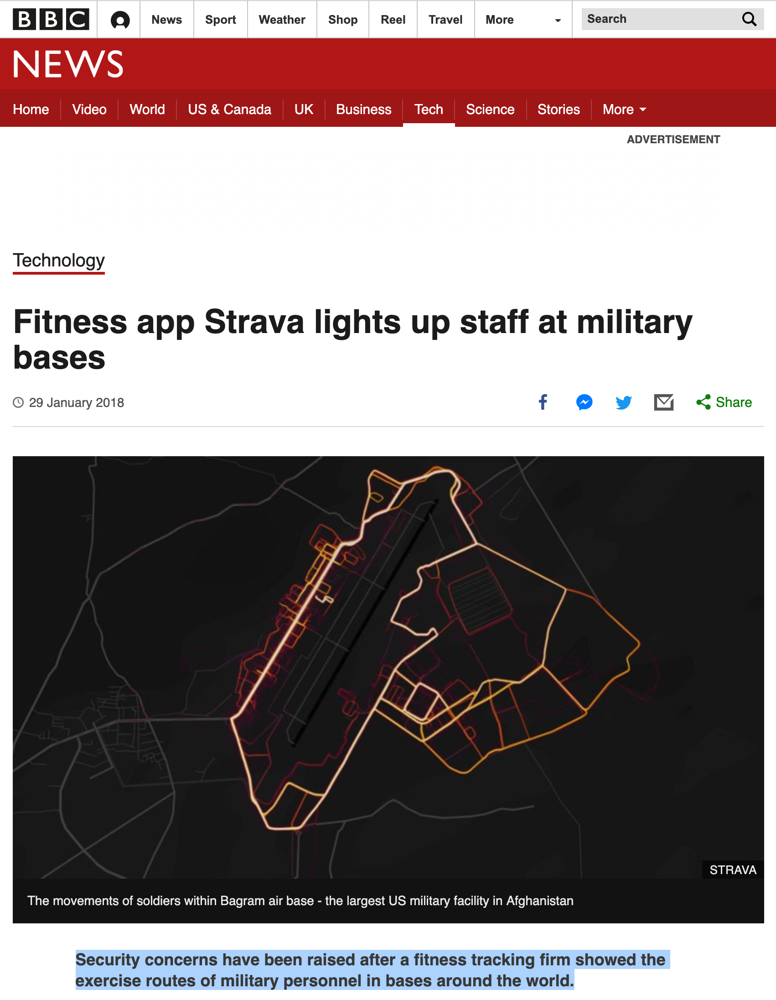 BBC News Sport Weather Shop Reel Travel More Search
NEWS
Home Video World US & Canada UK Business Tech Science Stories More
ADVERTISEMENT
Technology
Fitness app Strava lights up staff at military
bases
29 January 2018 Share
STRAVA
The movements of soldiers within Bagram air base - the largest US military facility in Afghanistan
Security concerns have been raised after a fitness tracking firm showed the
exercise routes of military personnel in bases around the world.